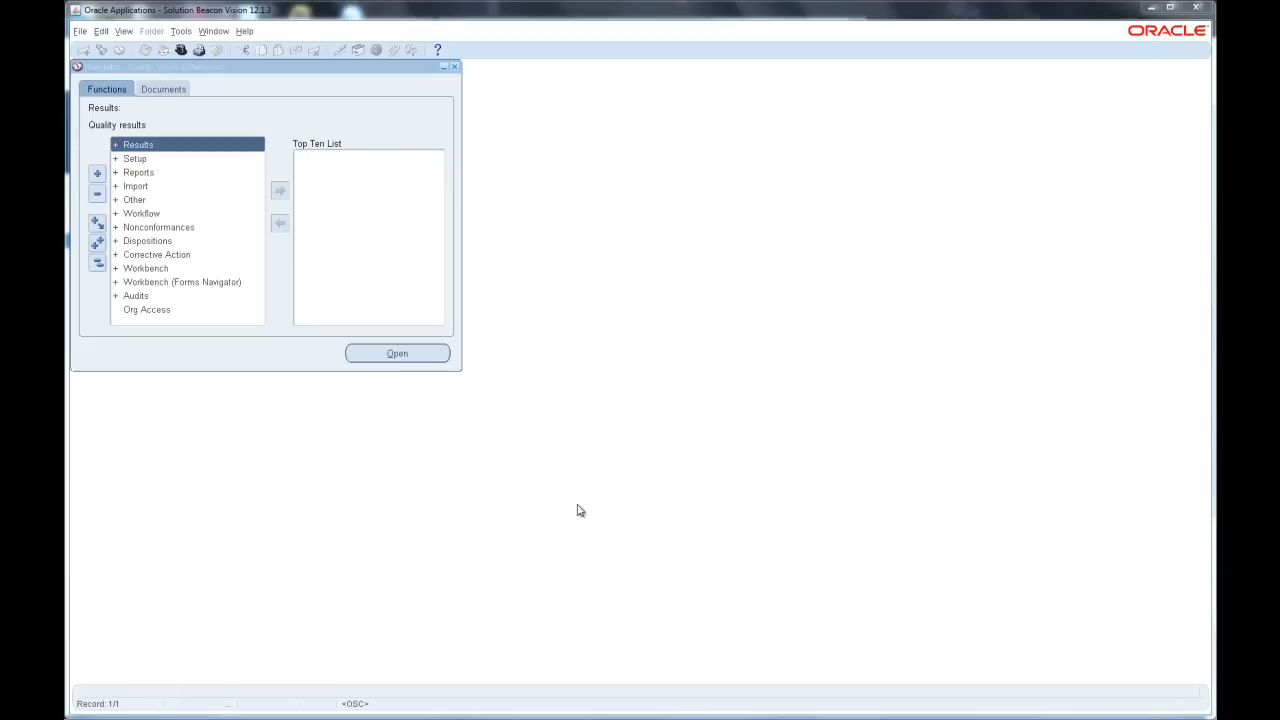 Oracle Applications - Solution Beacon Vision 12.1.3
File Edit View Folder Tools Window Help
ORACLE
Functions Documents
Results:
Quality results
Top Ten List
+ Results
+ Setup
+ Reports
+ Import
+ Other
+ Workflow
+ Nonconformances
+ Dispositions
+ Corrective Action
+ Workbench
+ Workbench (Forms Navigator)
+ Audits
Org Access
Open
Record: 1/1 ... <OSC>